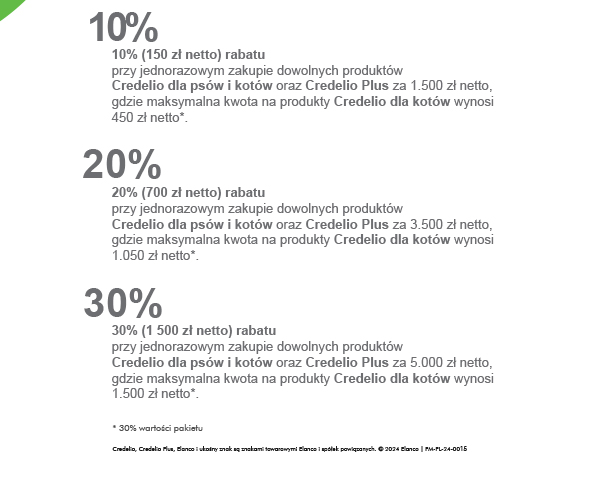 10%
10% (150 zł netto) rabatu
przy jednorazowym zakupie dowolnych produktów
Credelio dla psów i kotów oraz Credelio Plus za 1.500 zł netto,
gdzie maksymalna kwota na produkty Credelio dla kotów wynosi
450 zł netto*.
20%
20% (700 zł netto) rabatu
przy jednorazowym zakupie dowolnych produktów
Credelio dla psów i kotów oraz Credelio Plus za 3.500 zł netto,
gdzie maksymalna kwota na produkty Credelio dla kotów wynosi
1.050 zł netto*.
30%
30% (1 500 zł netto) rabatu
przy jednorazowym zakupie dowolnych produktów
Credelio dla psów i kotów oraz Credelio Plus za 5.000 zł netto,
gdzie maksymalna kwota na produkty Credelio dla kotów wynosi
1.500 zł netto*.
* 30% wartości pakietu
Credelio, Credelio Plus, Elanco i ukośny znak są znakami towarowymi Elanco i spółek powiązanych. © 2024 Elanco | PM-PL-24-0015